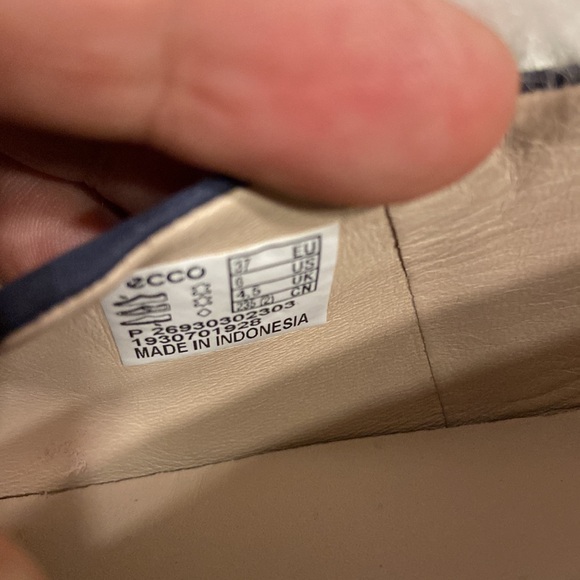 ecco
37 EU
6 US
4,5 UK
235(2) CN
P 26930302303
1930701928
MADE IN INDONESIA